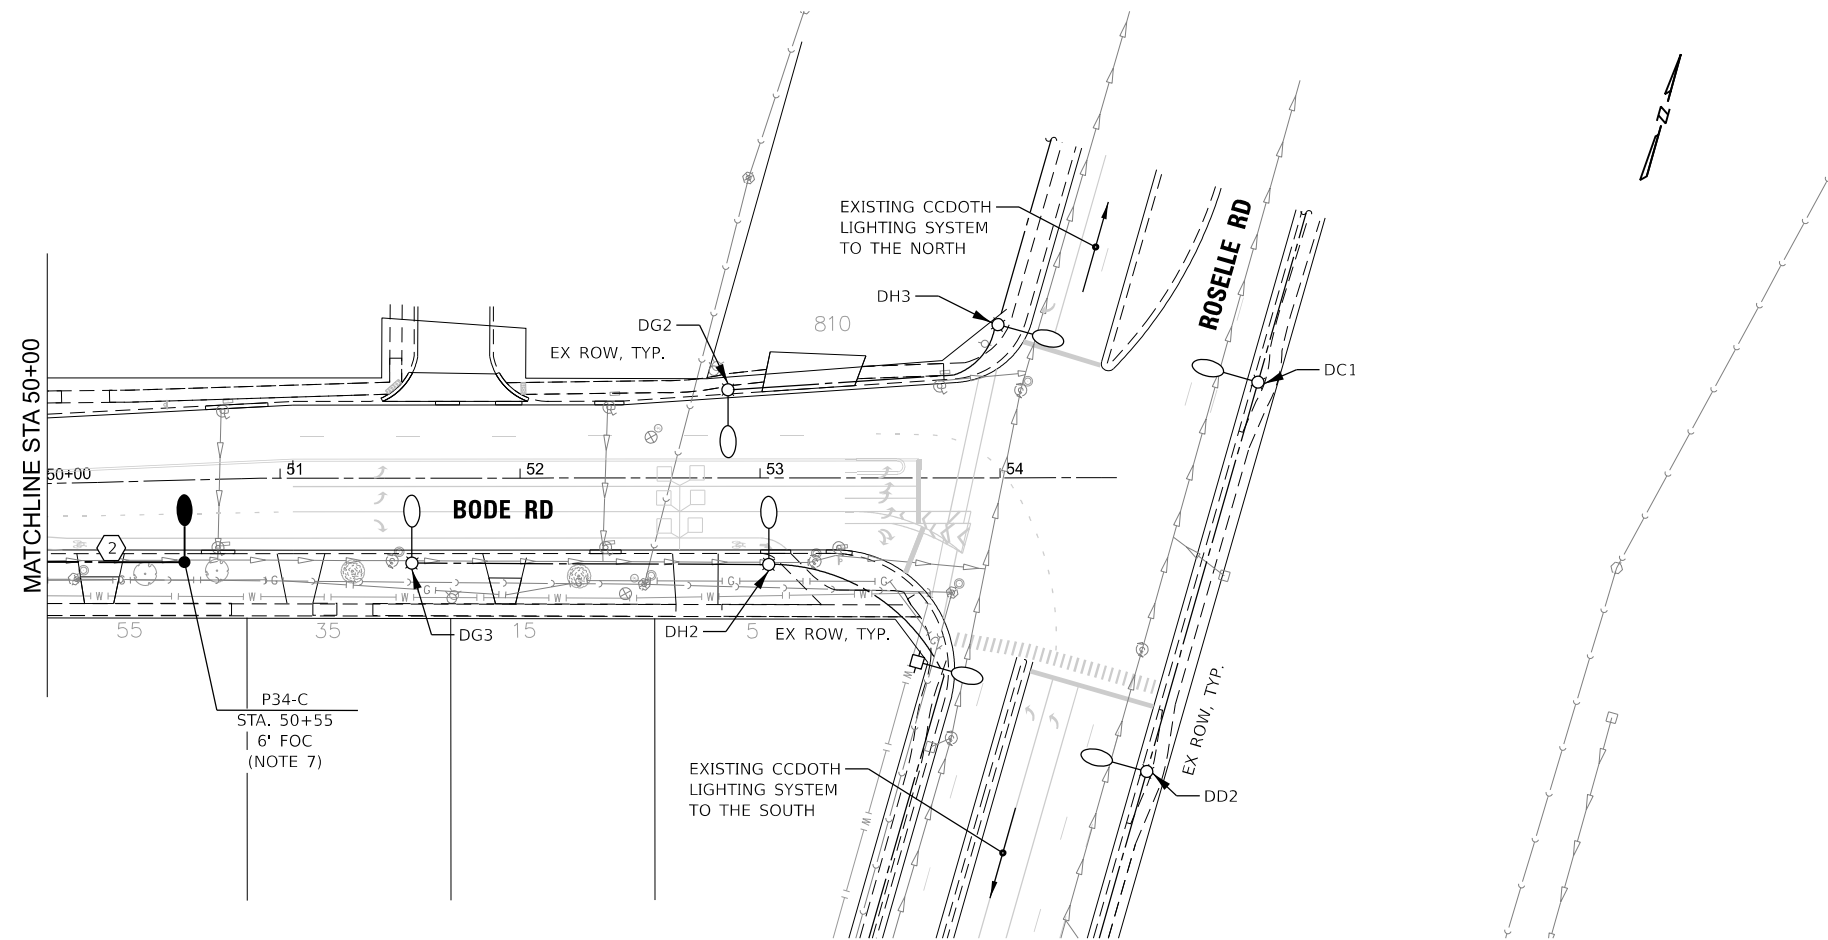 MATCHLINE STA 50+00
EXISTING CCDOTH
LIGHTING SYSTEM
TO THE NORTH
ROSELLE RD
N
DH3
DG2
810
EX ROW, TYP.
DC1
50+00
51
52
53
54
BODE RD
2
G
G
G
G
G
W
W
W
W
W
W
55
35
15
5
DG3
DH2
EX ROW, TYP.
W
P34-C
STA. 50+55
6' FOC
(NOTE 7)
EX ROW, TYP.
EXISTING CCDOTH
LIGHTING SYSTEM
TO THE SOUTH
DD2
W